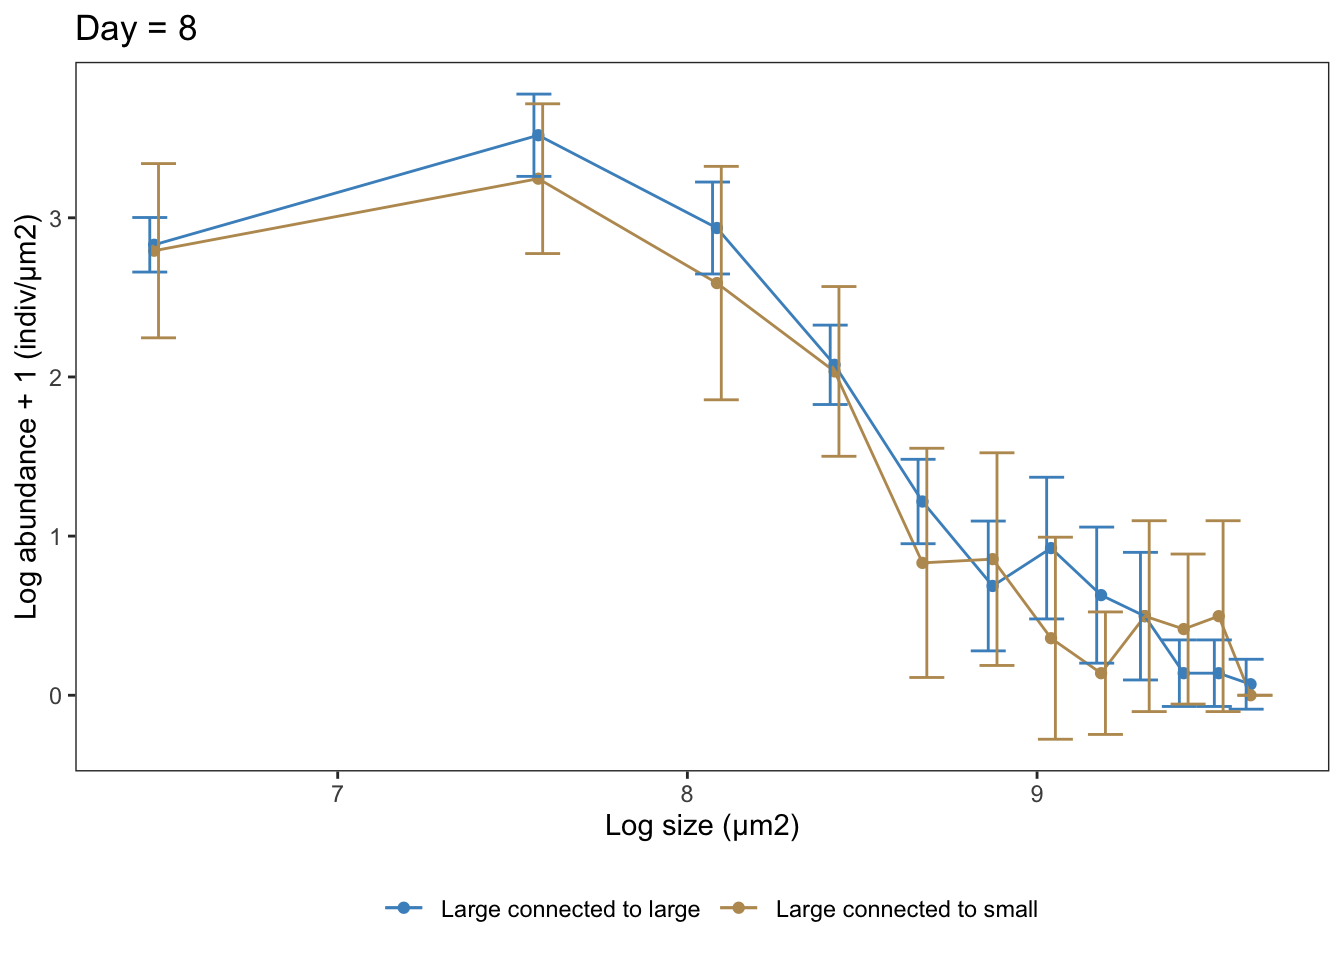 Day = 8
Log abundance + 1 (indiv/µm2)
3
2
1
0
7 8 9
Log size (µm2)
Large connected to large Large connected to small